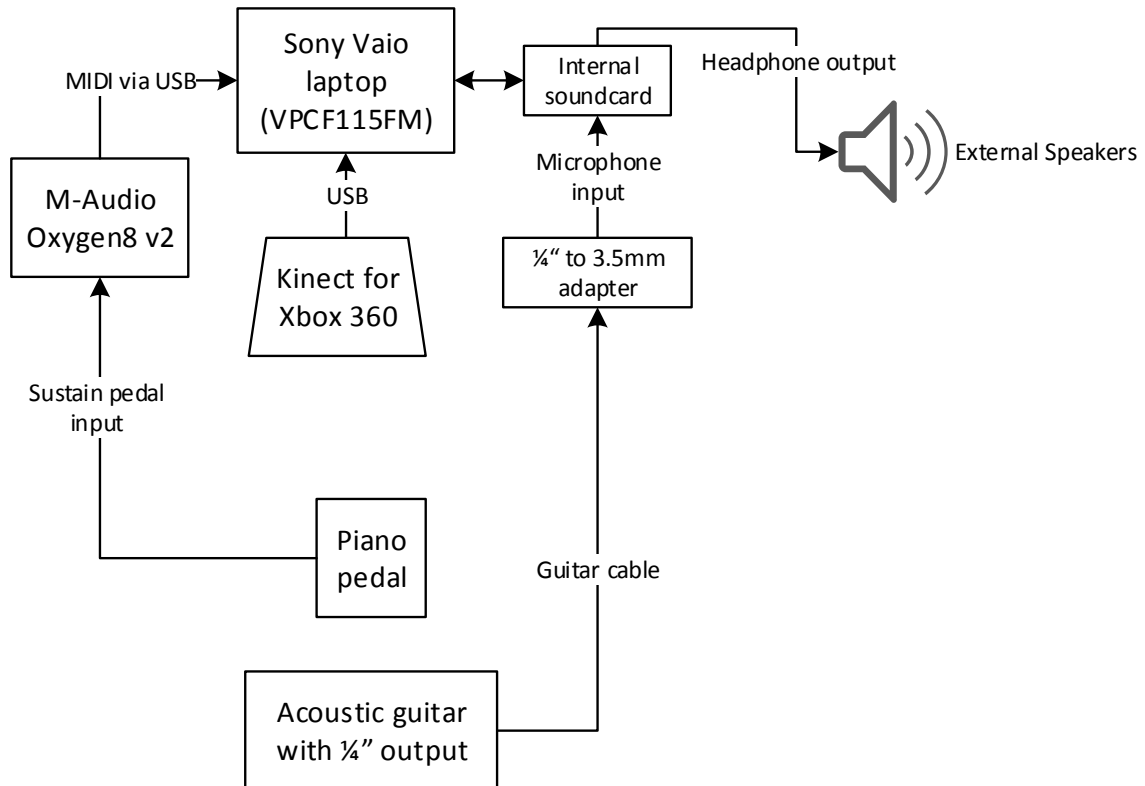 Sony Vaio
laptop
(VPCF115FM)
Internal
soundcard
Headphone output
MIDI via USB
External Speakers
Microphone
input
M-Audio
Oxygen8 v2
USB
¼“ to 3.5mm
adapter
Kinect for
Xbox 360
Sustain pedal
input
Piano
pedal
Guitar cable
Acoustic guitar
with ¼” output